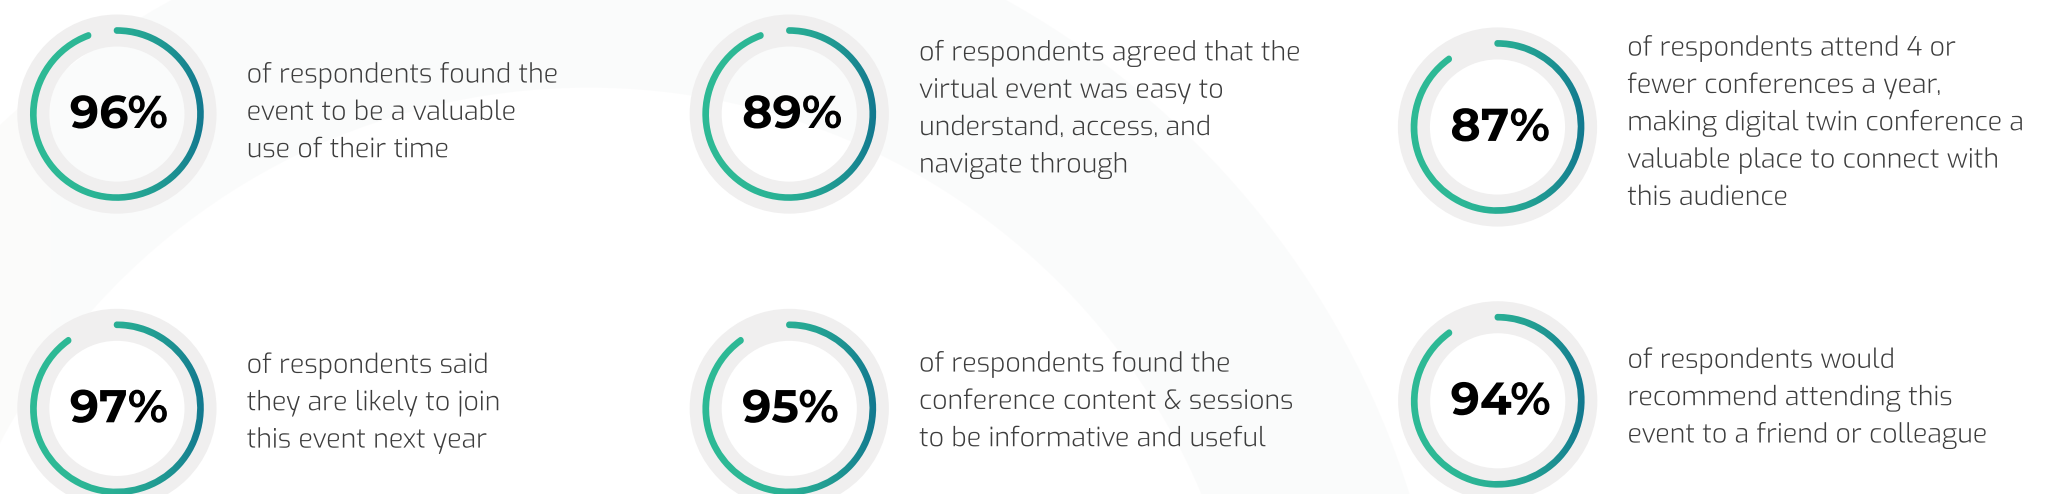 96%
of respondents found the
event to be a valuable
use of their time
89%
of respondents agreed that the
virtual event was easy to
understand, access, and
navigate through
87%
of respondents attend 4 or
fewer conferences a year,
making digital twin conference a
valuable place to connect with
this audience
97%
of respondents said
they are likely to join
this event next year
95%
of respondents found the
conference content & sessions
to be informative and useful
94%
of respondents would
recommend attending this
event to a friend or colleague